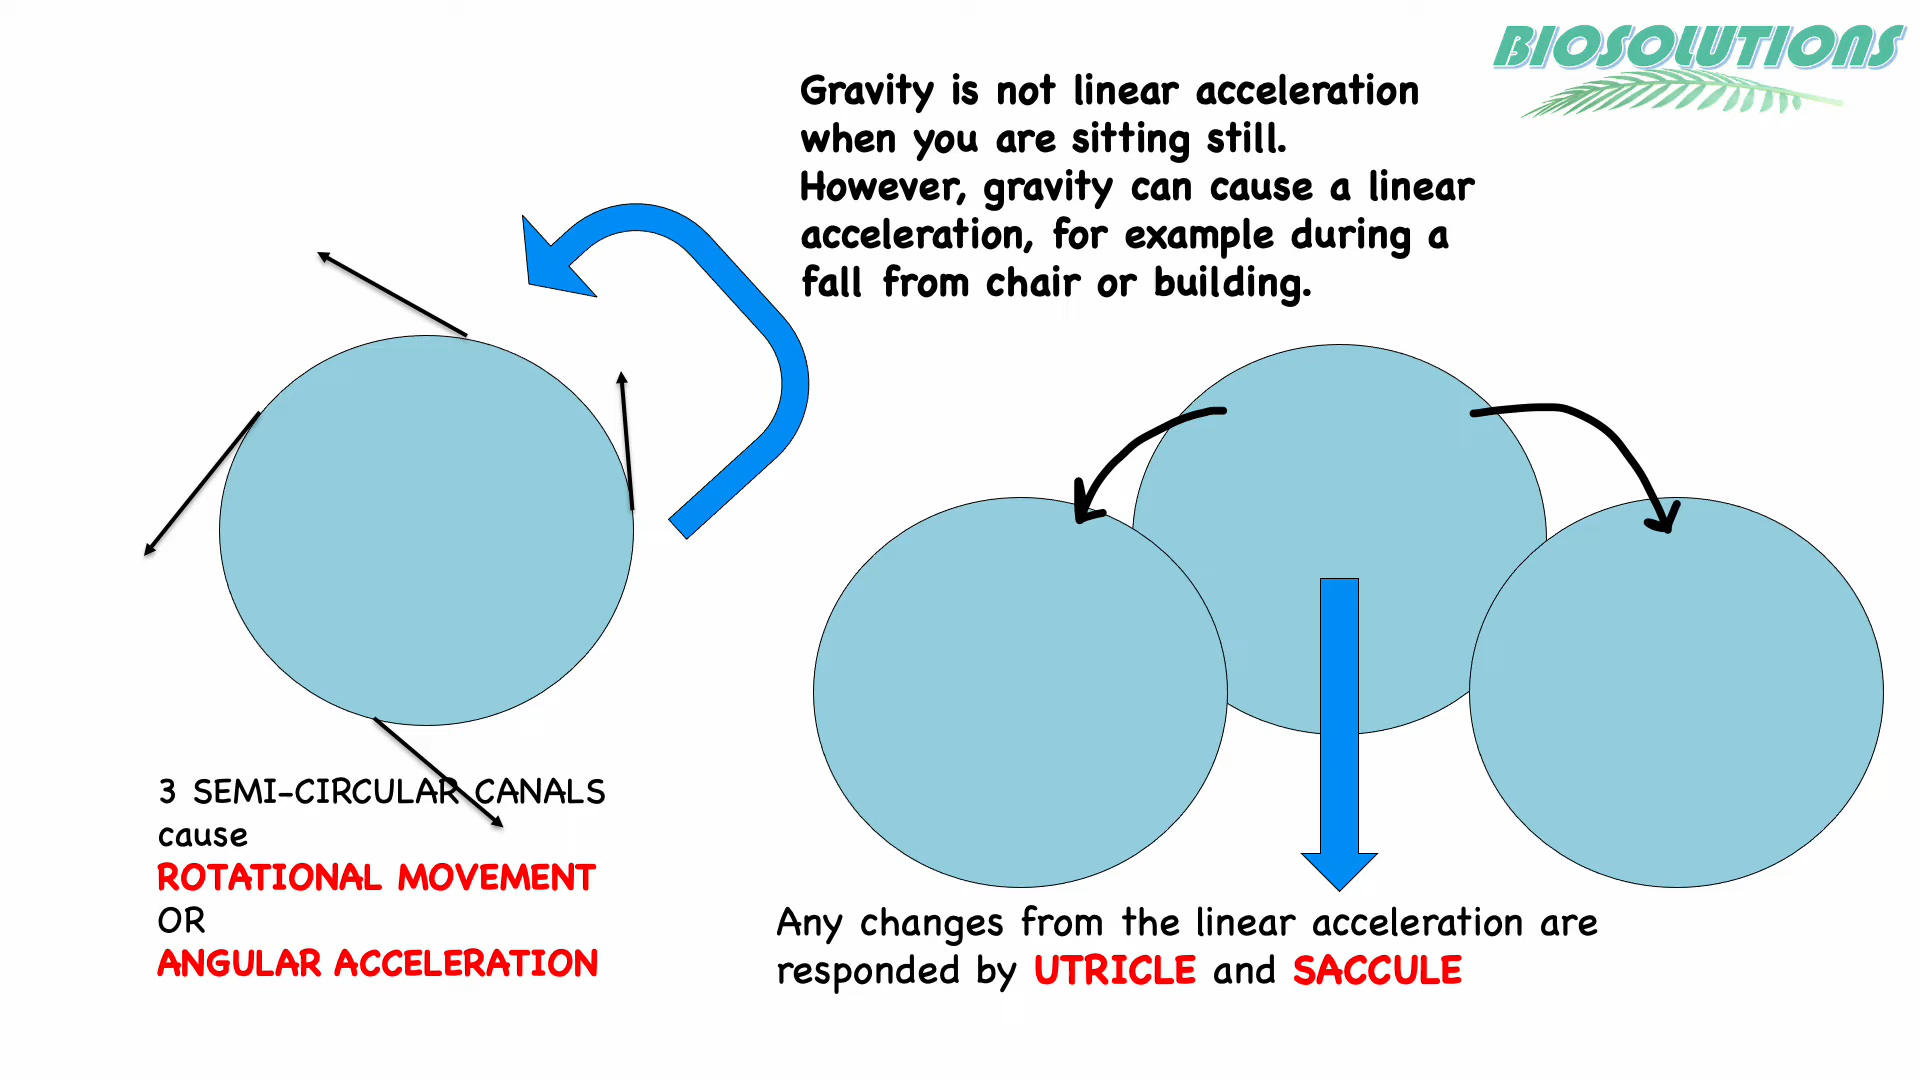 BIOSOLUTIONS
Gravity is not linear acceleration
when you are sitting still.
However, gravity can cause a linear
acceleration, for example during a
fall from chair or building.
3 SEMI-CIRCULAR CANALS
cause
ROTATIONAL MOVEMENT
OR
ANGULAR ACCELERATION
Any changes from the linear acceleration are
responded by UTRICLE and SACCULE